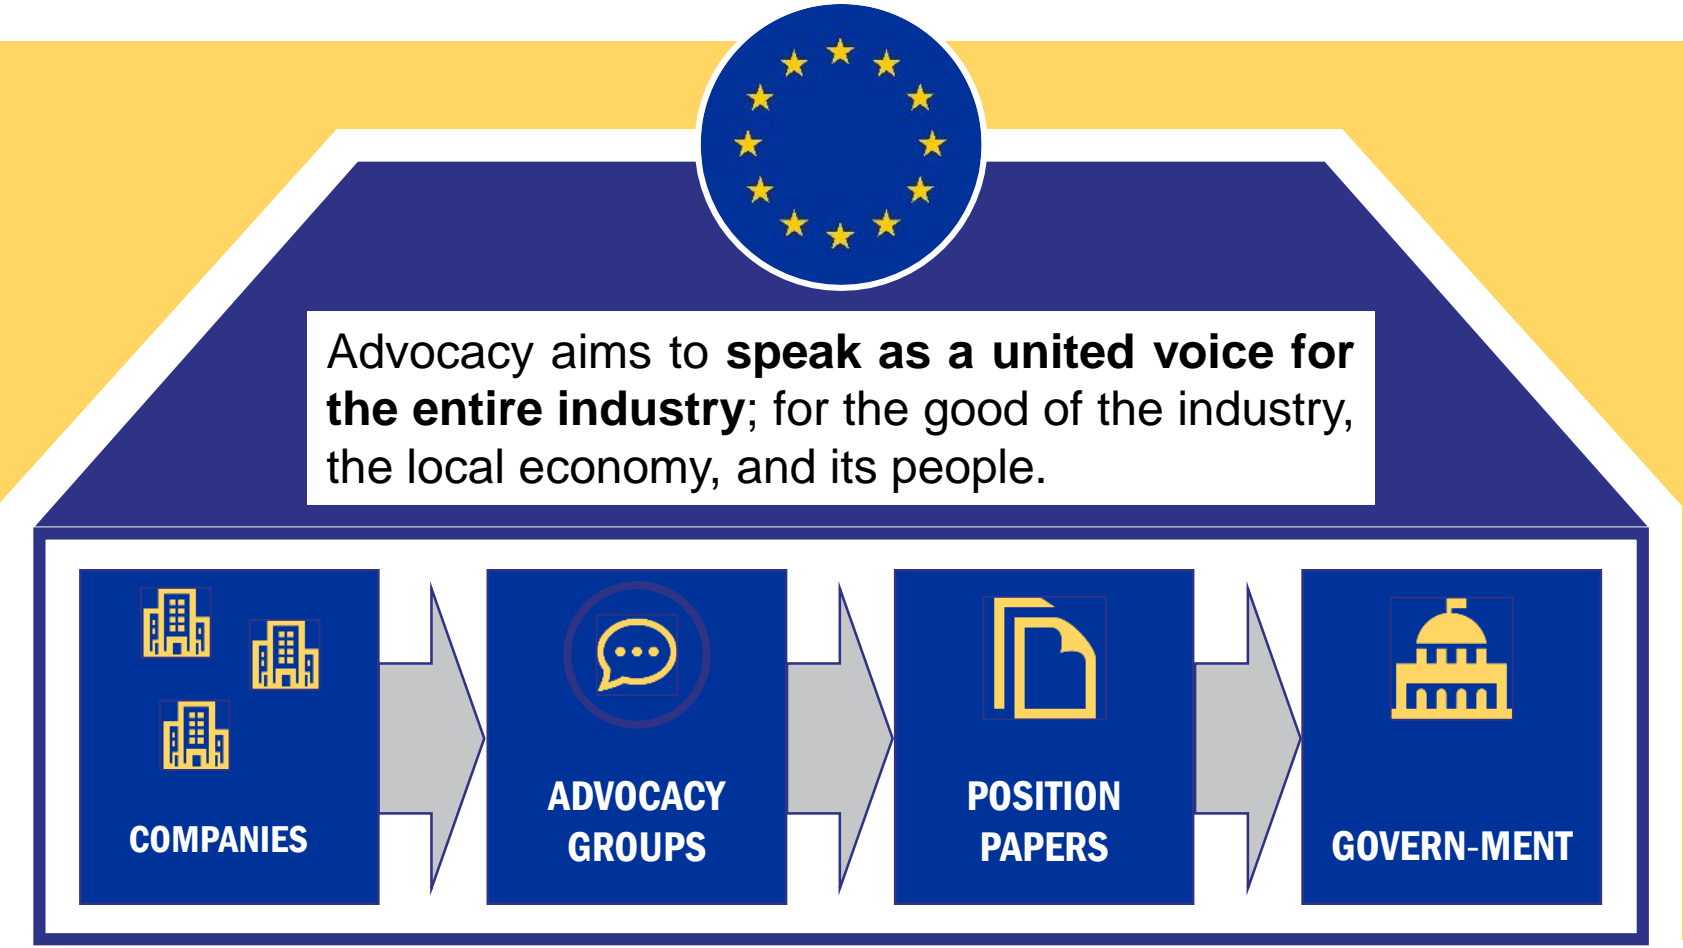 Advocacy aims to speak as a united voice for
the entire industry; for the good of the industry,
the local economy, and its people.
COMPANIES
ADVOCACY
GROUPS
POSITION
PAPERS
GOVERN-MENT